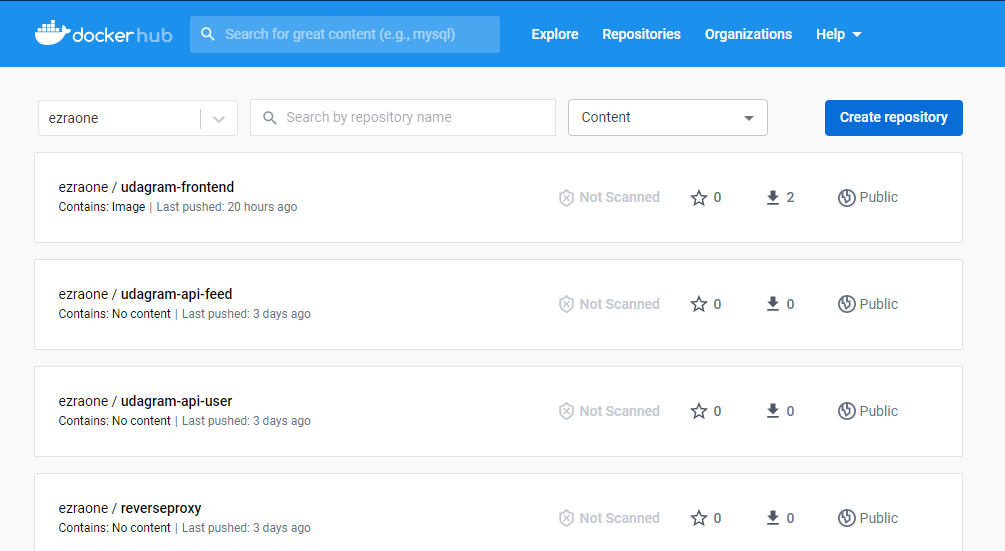 dockerhub Search for great content (e.g., mysql) Explore Repositories Organizations Help
ezraone Search by repository name Content Create repository
ezraone / udagram-frontend
Contains: Image | Last pushed: 20 hours ago
Not Scanned 0 2 Public
ezraone / udagram-api-feed
Contains: No content | Last pushed: 3 days ago
Not Scanned 0 0 Public
ezraone / udagram-api-user
Contains: No content | Last pushed: 3 days ago
Not Scanned 0 0 Public
ezraone / reverseproxy
Contains: No content | Last pushed: 3 days ago
Not Scanned 0 0 Public